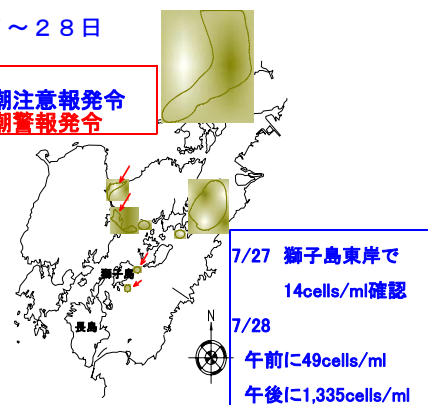 ～２８日
潮注意報発令
潮警報発令
獅子島
長島
N
7/27 獅子島東岸で
14cells/ml確認
7/28
午前に49cells/ml
午後に1,335cells/ml